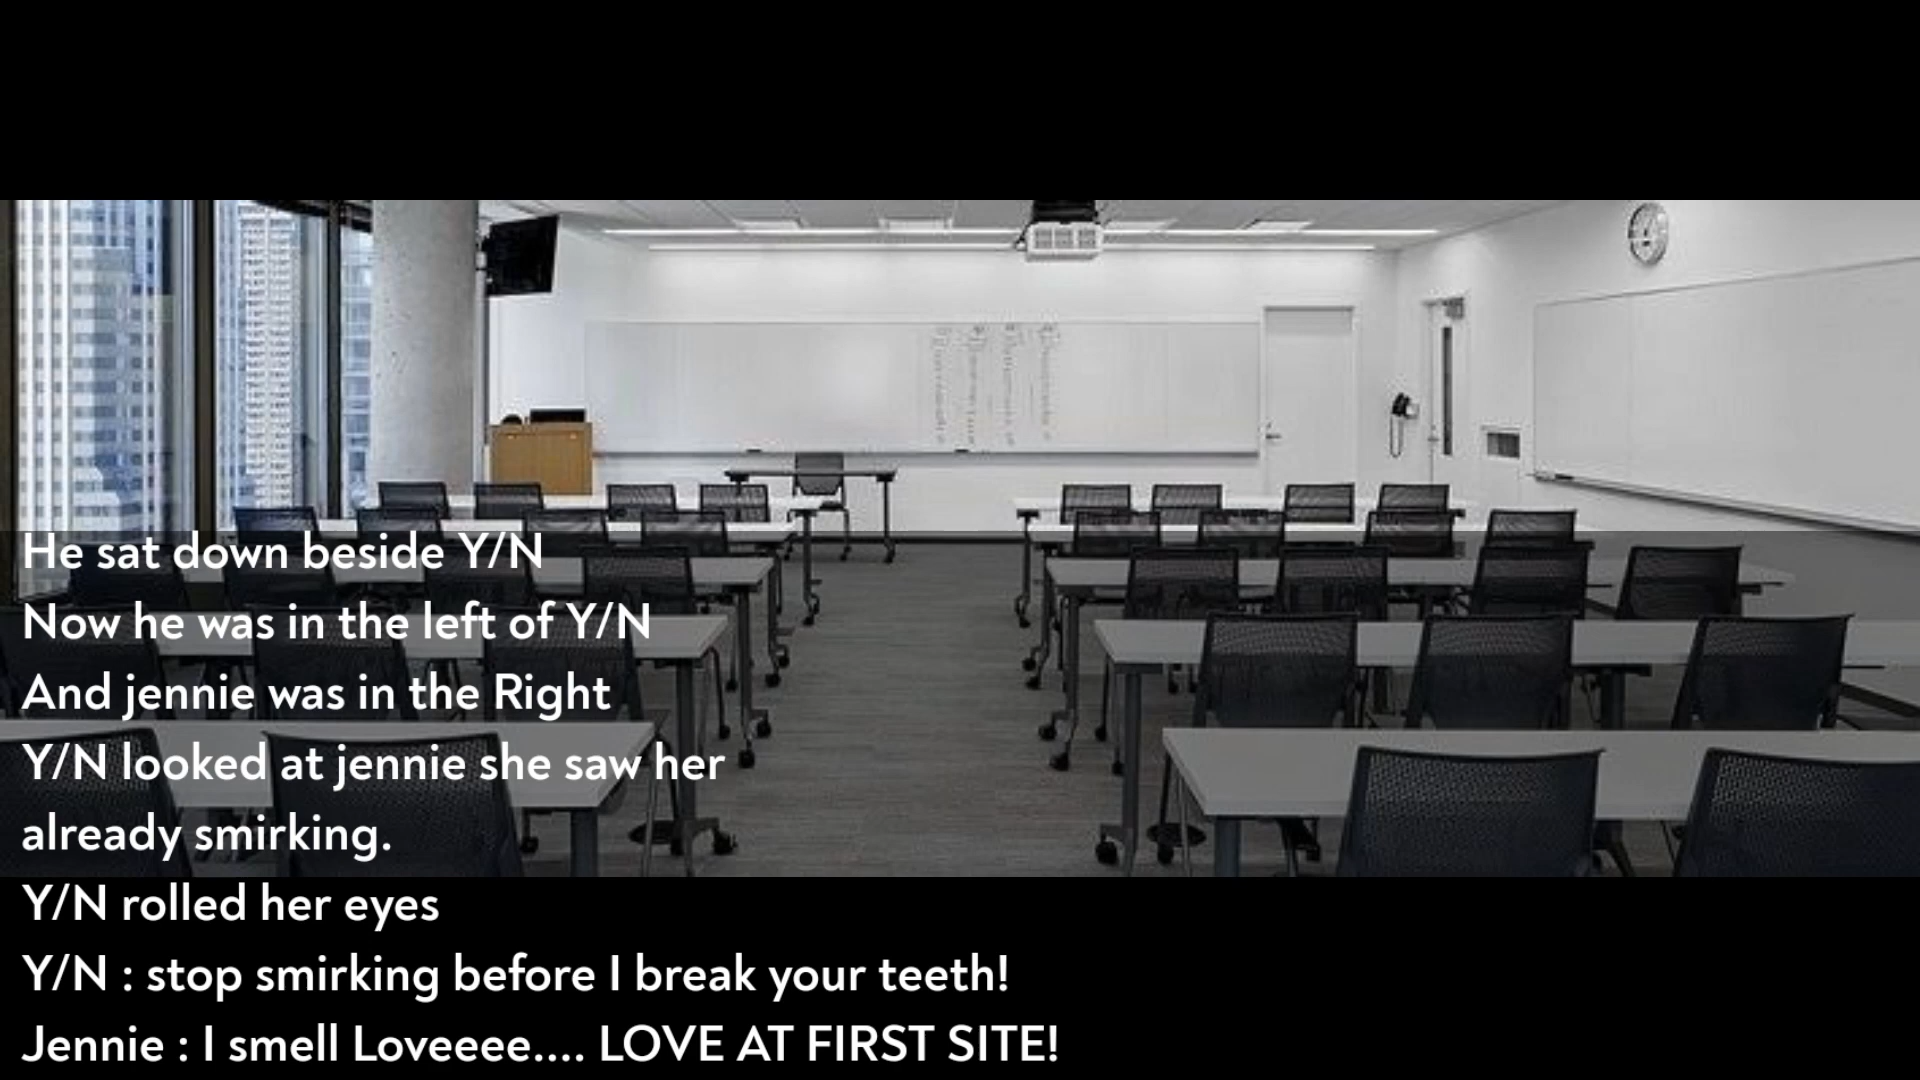 He sat down beside Y/N
Now he was in the left of Y/N
And jennie was in the Right
Y/N looked at jennie she saw her
already smirking.
Y/N rolled her eyes
Y/N : stop smirking before I break your teeth!
Jennie : I smell Loveeee.... LOVE AT FIRST SITE!